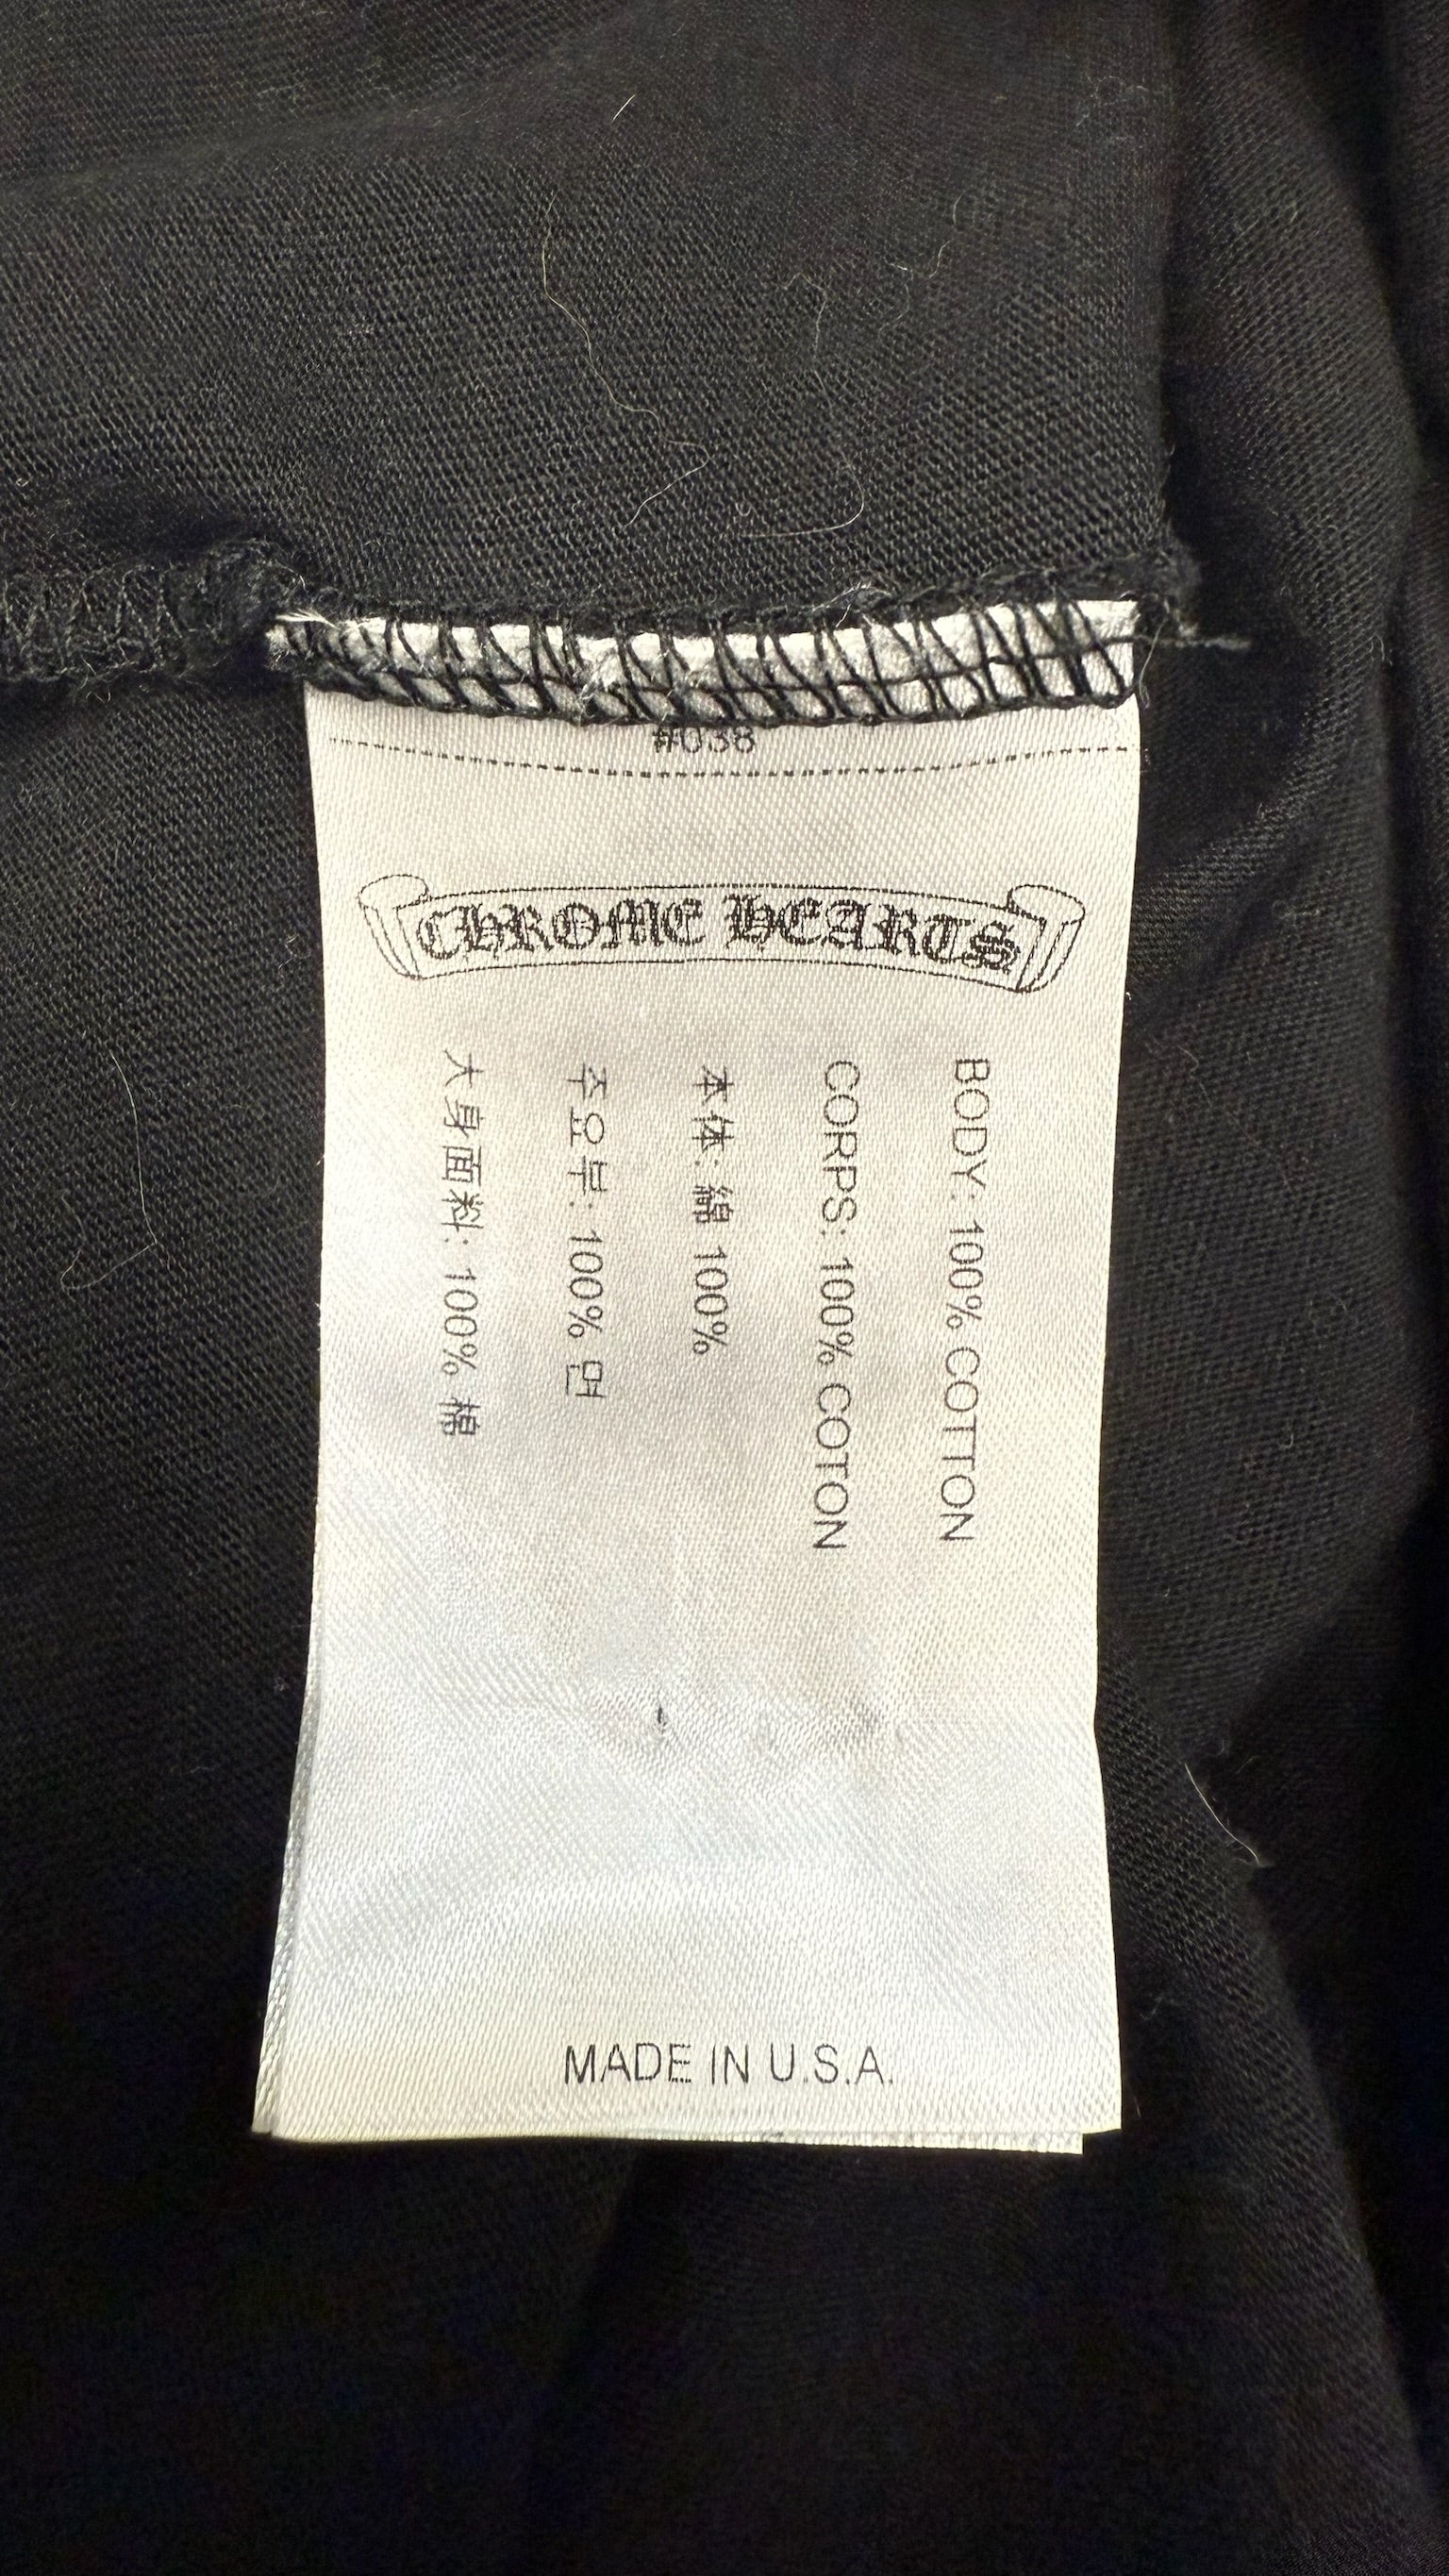 #038
CHROME HEARTS
BODY: 100% COTTON
CORPS: 100% COTON
本体: 綿 100%
주요부: 100% 면
大身面料: 100% 棉
MADE IN U.S.A.